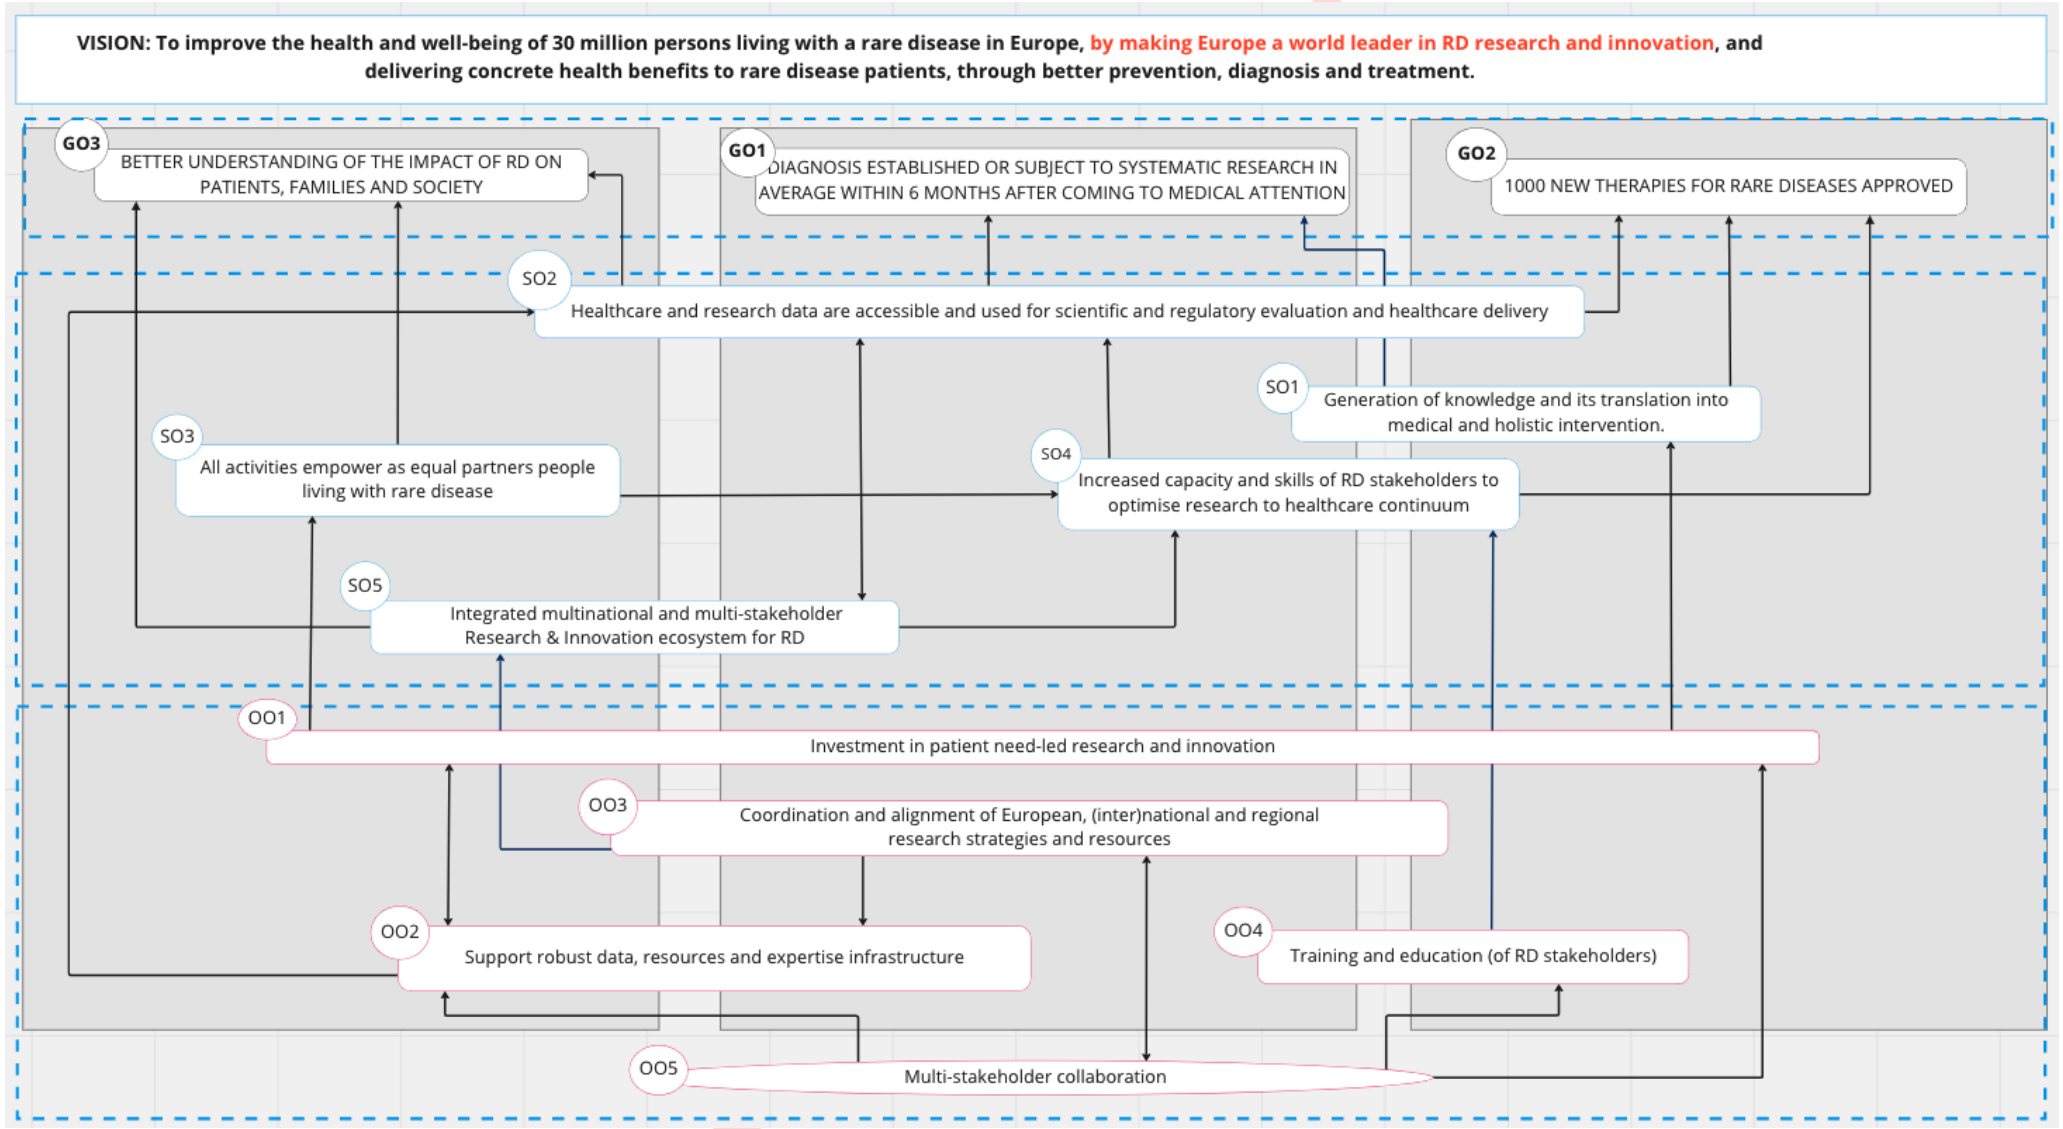 VISION: To improve the health and well-being of 30 million persons living with a rare disease in Europe, by making Europe a world leader in RD research and innovation, and
delivering concrete health benefits to rare disease patients, through better prevention, diagnosis and treatment.
GO3
BETTER UNDERSTANDING OF THE IMPACT OF RD ON
PATIENTS, FAMILIES AND SOCIETY
GO1
DIAGNOSIS ESTABLISHED OR SUBJECT TO SYSTEMATIC RESEARCH IN
AVERAGE WITHIN 6 MONTHS AFTER COMING TO MEDICAL ATTENTION
GO2
1000 NEW THERAPIES FOR RARE DISEASES APPROVED
SO2
Healthcare and research data are accessible and used for scientific and regulatory evaluation and healthcare delivery
SO1
Generation of knowledge and its translation into
medical and holistic intervention.
SO3
All activities empower as equal partners people
living with rare disease
SO4
Increased capacity and skills of RD stakeholders to
optimise research to healthcare continuum
SO5
Integrated multinational and multi-stakeholder
Research & Innovation ecosystem for RD
OO1
Investment in patient need-led research and innovation
OO3
Coordination and alignment of European, (inter)national and regional
research strategies and resources
OO2
Support robust data, resources and expertise infrastructure
OO4
Training and education (of RD stakeholders)
OO5
Multi-stakeholder collaboration